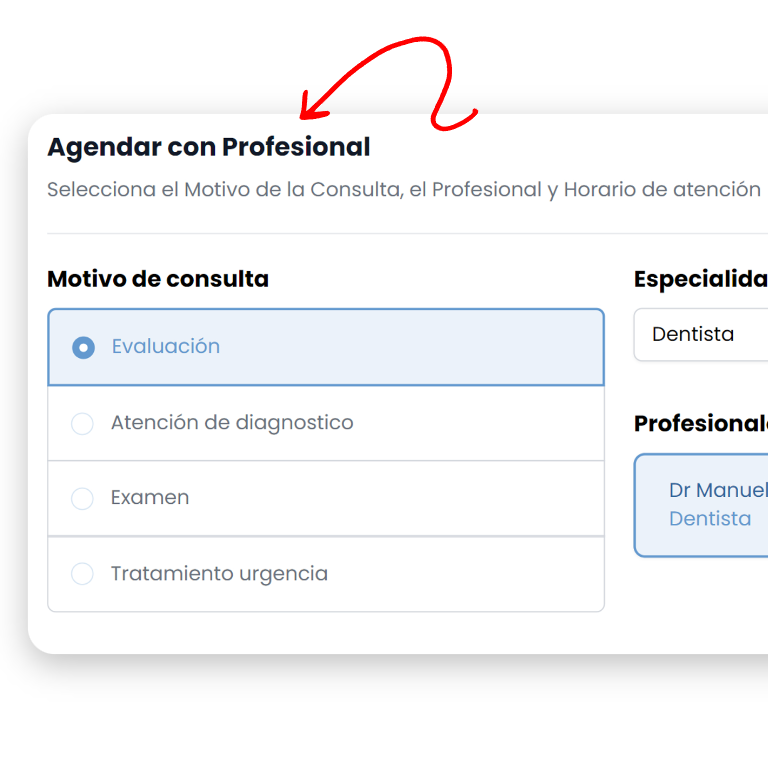 Agendar con Profesional
Selecciona el Motivo de la Consulta, el Profesional y Horario de atención
Motivo de consulta
Evaluación
Atención de diagnostico
Examen
Tratamiento urgencia
Especialida
Dentista
Profesional
Dr Manuel
Dentista